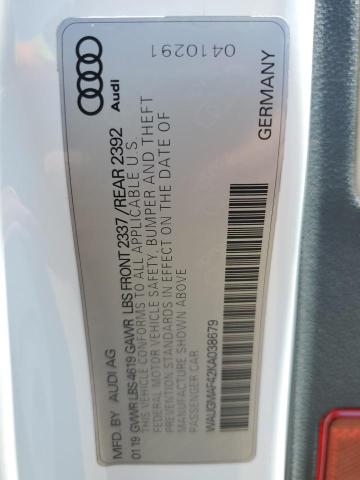 MFD. BY AUDI AG
01 19 GVWR LBS 4619 GAWR LBS FRONT 2337/REAR 2392
THIS VEHICLE CONFORMS TO ALL APPLICABLE U.S.
FEDERAL MOTOR VEHICLE SAFETY, BUMPER AND THEFT
PREVENTION STANDARDS IN EFFECT ON THE DATE OF
MANUFACTURE SHOWN ABOVE
PASSENGER CAR
WAUGMAF42KA038679
GERMANY
Audi
0410291